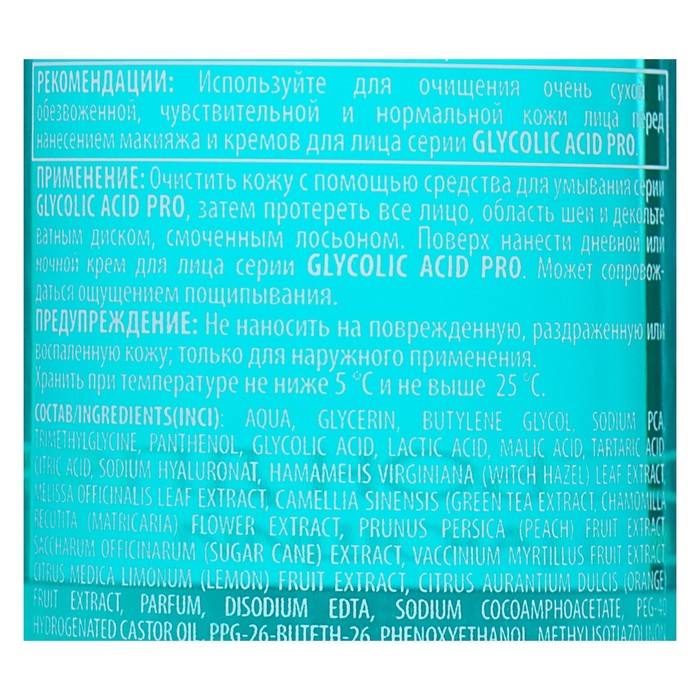 РЕКОМЕНДАЦИИ: Используйте для очищения очень сухой и
обезвоженной, чувствительной и нормальной кожи лица перед
нанесением макияжа и кремов для лица серии GLYCOLIC ACID PRO.
ПРИМЕНЕНИЕ: Очистить кожу с помощью средства для умывания серии
GLYCOLIC ACID PRO, затем протереть все лицо, область шеи и декольте
ватным диском, смоченным лосьоном. Поверх нанести дневной или
ночной крем для лица серии GLYCOLIC ACID PRO. Может сопровож-
даться ощущением пощипывания.
ПРЕДУПРЕЖДЕНИЕ: Не наносить на поврежденную, раздраженную или
воспаленную кожу; только для наружного применения.
Хранить при температуре не ниже 5 °C и не выше 25 °C.
СОСТАВ/INGREDIENTS(INCI): AQUA, GLYCERIN, BUTYLENE GLYCOL, SODIUM PCA,
TRIMETHYLGLYCINE, PANTHENOL, GLYCOLIC ACID, LACTIC ACID, MALIC ACID, TARTARIC ACID
CITRIC ACID, SODIUM HYALURONAT, HAMAMELIS VIRGINIANA (WITCH HAZEL) LEAF EXTRACT,
MELISSA OFFICINALIS LEAF EXTRACT, CAMELLIA SINENSIS (GREEN TEA) EXTRACT, CHAMOMILLA
RECUTITA (MATRICARIA) FLOWER EXTRACT, PRUNUS PERSICA (PEACH) FRUIT EXTRACT
SACCHARUM OFFICINARUM (SUGAR CANE) EXTRACT, VACCINIUM MYRTILLUS FRUIT EXTRACT
CITRUS MEDICA LIMONUM (LEMON) FRUIT EXTRACT, CITRUS AURANTIUM DULCIS (ORANGE
FRUIT EXTRACT, PARFUM, DISODIUM EDTA, SODIUM COCOAMPHOACETATE, PEG-40
HYDROGENATED CASTOR OIL, PPG-26-BUTETH-26, PHENOXYETHANOL, METHYLISOTIAZOLINON